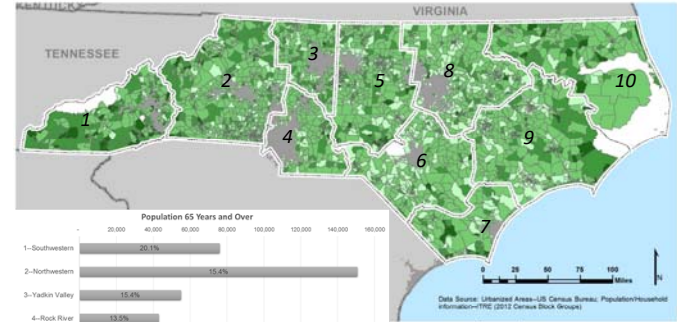 KENTUCKY
VIRGINIA
TENNESSEE
1
2
3
4
5
6
7
8
9
10
Population 65 Years and Over
- 20,000 40,000 60,000 80,000 100,000 120,000 140,000 160,000
1--Southwestern 20.1%
2--Northwestern 15.4%
3--Yadkin Valley 15.4%
4--Rock River 13.5%
0 25 50 100
Miles
N
Data Source: Urbanized Areas--US Census Bureau; Population/Household
information--ITRE (2012 Census Block Groups)